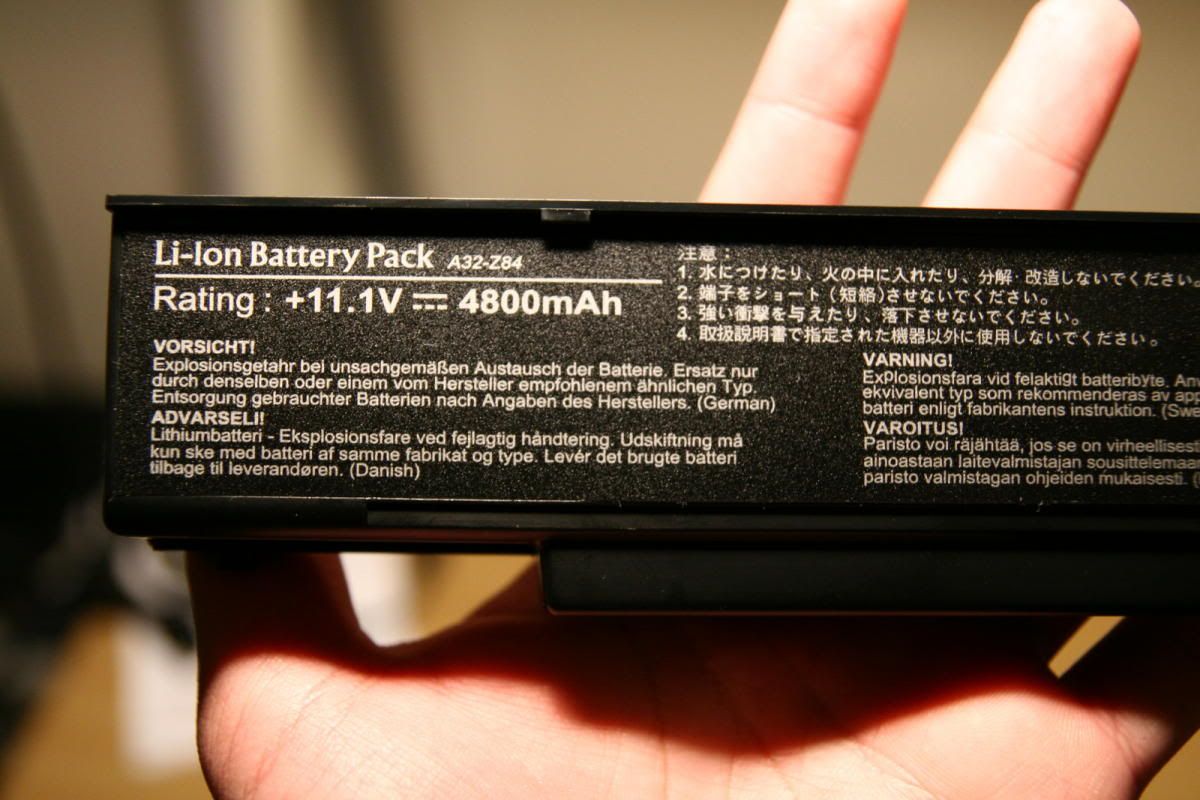 Li-Ion Battery Pack A32-Z84
Rating : +11.1V ⎓ 4800mAh
VORSICHT!
Explosionsgetahr bei unsachgemäßen Austausch der Batterie. Ersatz nur
durch denselben oder einem vom Hersteller empfohlenem ähnlichen Typ.
Entsorgung gebrauchter Batterien nach Angaben des Herstellers. (German)
ADVARSELI!
Lithiumbatteri - Eksplosionsfare ved fejlagtig håndtering. Udskiftning må
kun ske med batteri af samme fabrikat og type. Levér det brugte batteri
tilbage til leverandøren. (Danish)
注意：
1. 水につけたり、火の中に入れたり、分解·改造しないでください。
2. 端子をショート（短絡）させないでください。
3. 強い衝撃を与えたり、落下させないでください。
4. 取扱説明書で指定された機器以外に使用しないでください。
VARNING!
Explosionsfara vid felaktigt batteribyte.
ekvivalent typ som rekommenderas av
batteri enligt fabrikantens instruktion.
VAROITUS!
Paristo voi räjähtää, jos se on
ainoastaan laitevalmistajan
paristo valmistagan ohjeiden mukaisesti.